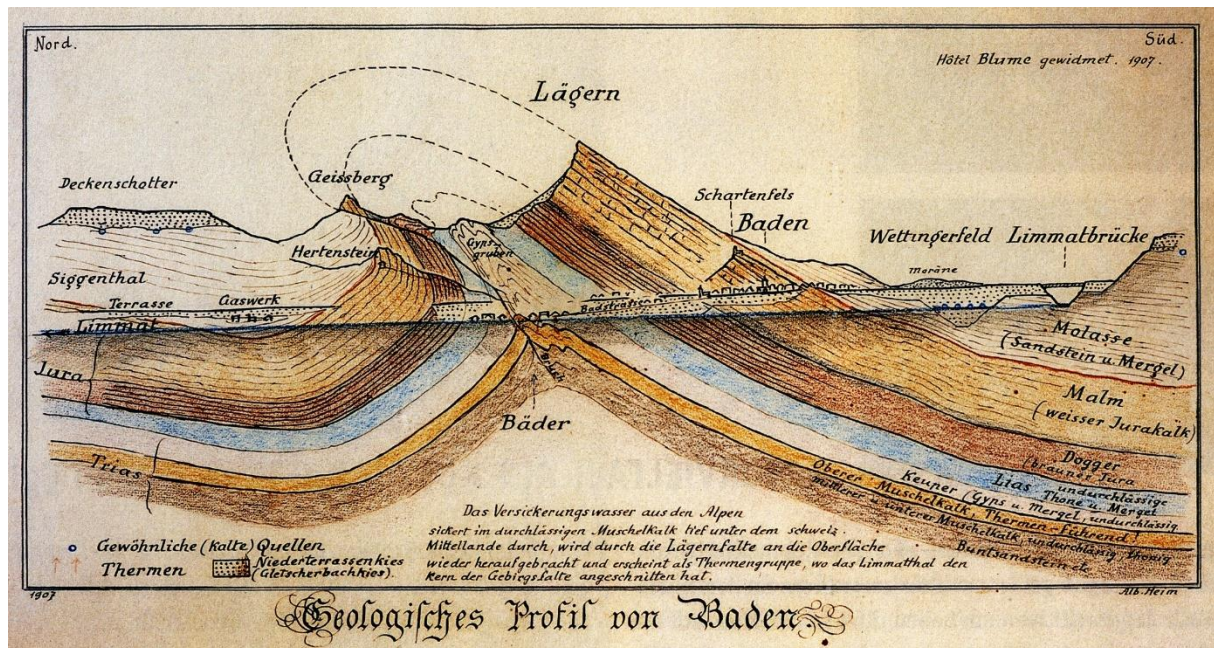 Nord.
Süd.
Hôtel Blume gewidmet. 1907.
Lägern
Deckenschotter
Geissberg
Schartenfels
Baden
Wettingerfeld Limmatbrücke
Hertenstein
Gyps-
gruben
Moräne
Siggenthal
Terrasse
Gaswerk
Badstrasse
Limmat
Molasse
(Sandstein u. Mergel)
Jura
Bruch
Malm
(weisser Jurakalk)
Bäder
Dogger
(brauner Jura
Trias
Lias undurchlässige
Thone u. Mergel
Keuper (Gyps u. Mergel, undurchlässig
Oberer Muschelkalk, Thermen-führend!
mittlerer u. unterer Muschelkalk, undurchlässig, thonig
Buntsandstein etc
Das Versickerungswasser aus den Alpen
sickert im durchlässigen Muschelkalk tief unter dem schweiz.
Mittellande durch, wird durch die Lägernfalte an die Oberfläche
wieder heraufgebracht und erscheint als Thermengruppe, wo das Limmatthal den
Kern der Gebirgsfalte angeschnitten hat.
Gewöhnliche (kalte) Quellen
Thermen
Niederterrassenkies
(Gletscherbachkies).
1907
Alb. Heim
Geologisches Profil von Baden.